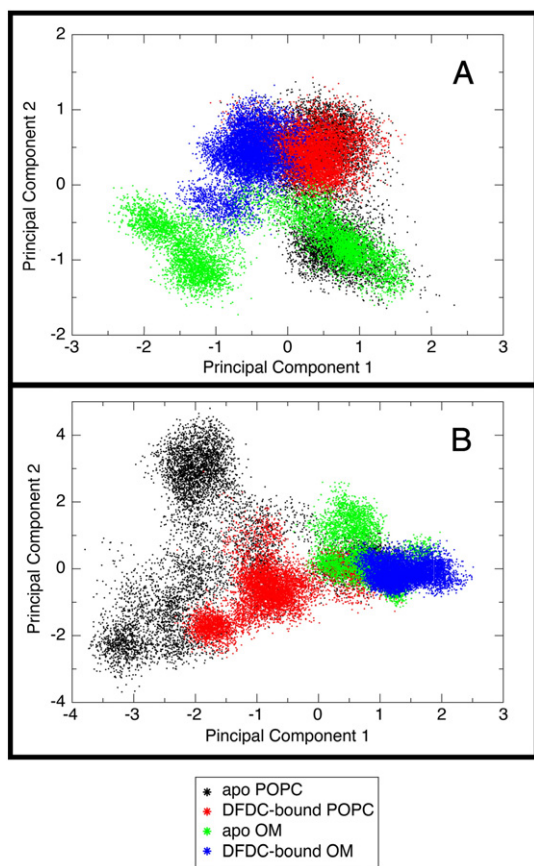 A
2
1
0
-1
-2
Principal Component 2
-3 -2 -1 0 1 2 3
Principal Component 1
B
4
2
0
-2
-4
Principal Component 2
-4 -3 -2 -1 0 1 2 3
Pincipal Component 1
apo POPC
DFDC-bound POPC
apo OM
DFDC-bound OM